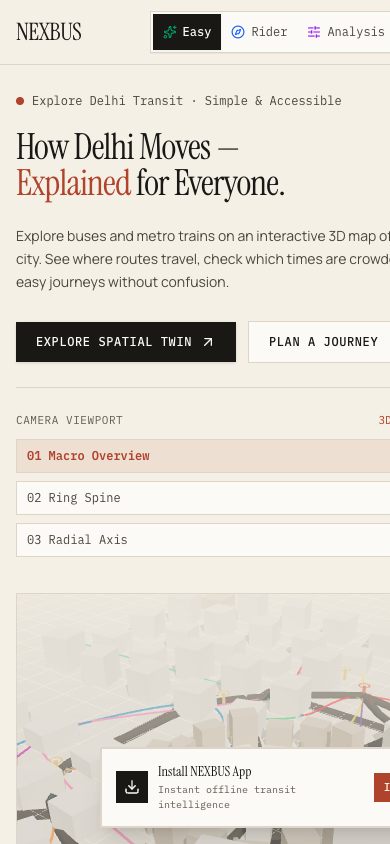 NEXBUS
Easy Rider Analysis
Explore Delhi Transit · Simple & Accessible
How Delhi Moves —
Explained for Everyone.
Explore buses and metro trains on an interactive 3D map of
city. See where routes travel, check which times are
easy journeys without confusion.
EXPLORE SPATIAL TWIN PLAN A JOURNEY
CAMERA VIEWPORT 3D
01 Macro Overview
02 Ring Spine
03 Radial Axis
Install NEXBUS App
Instant offline transit
intelligence